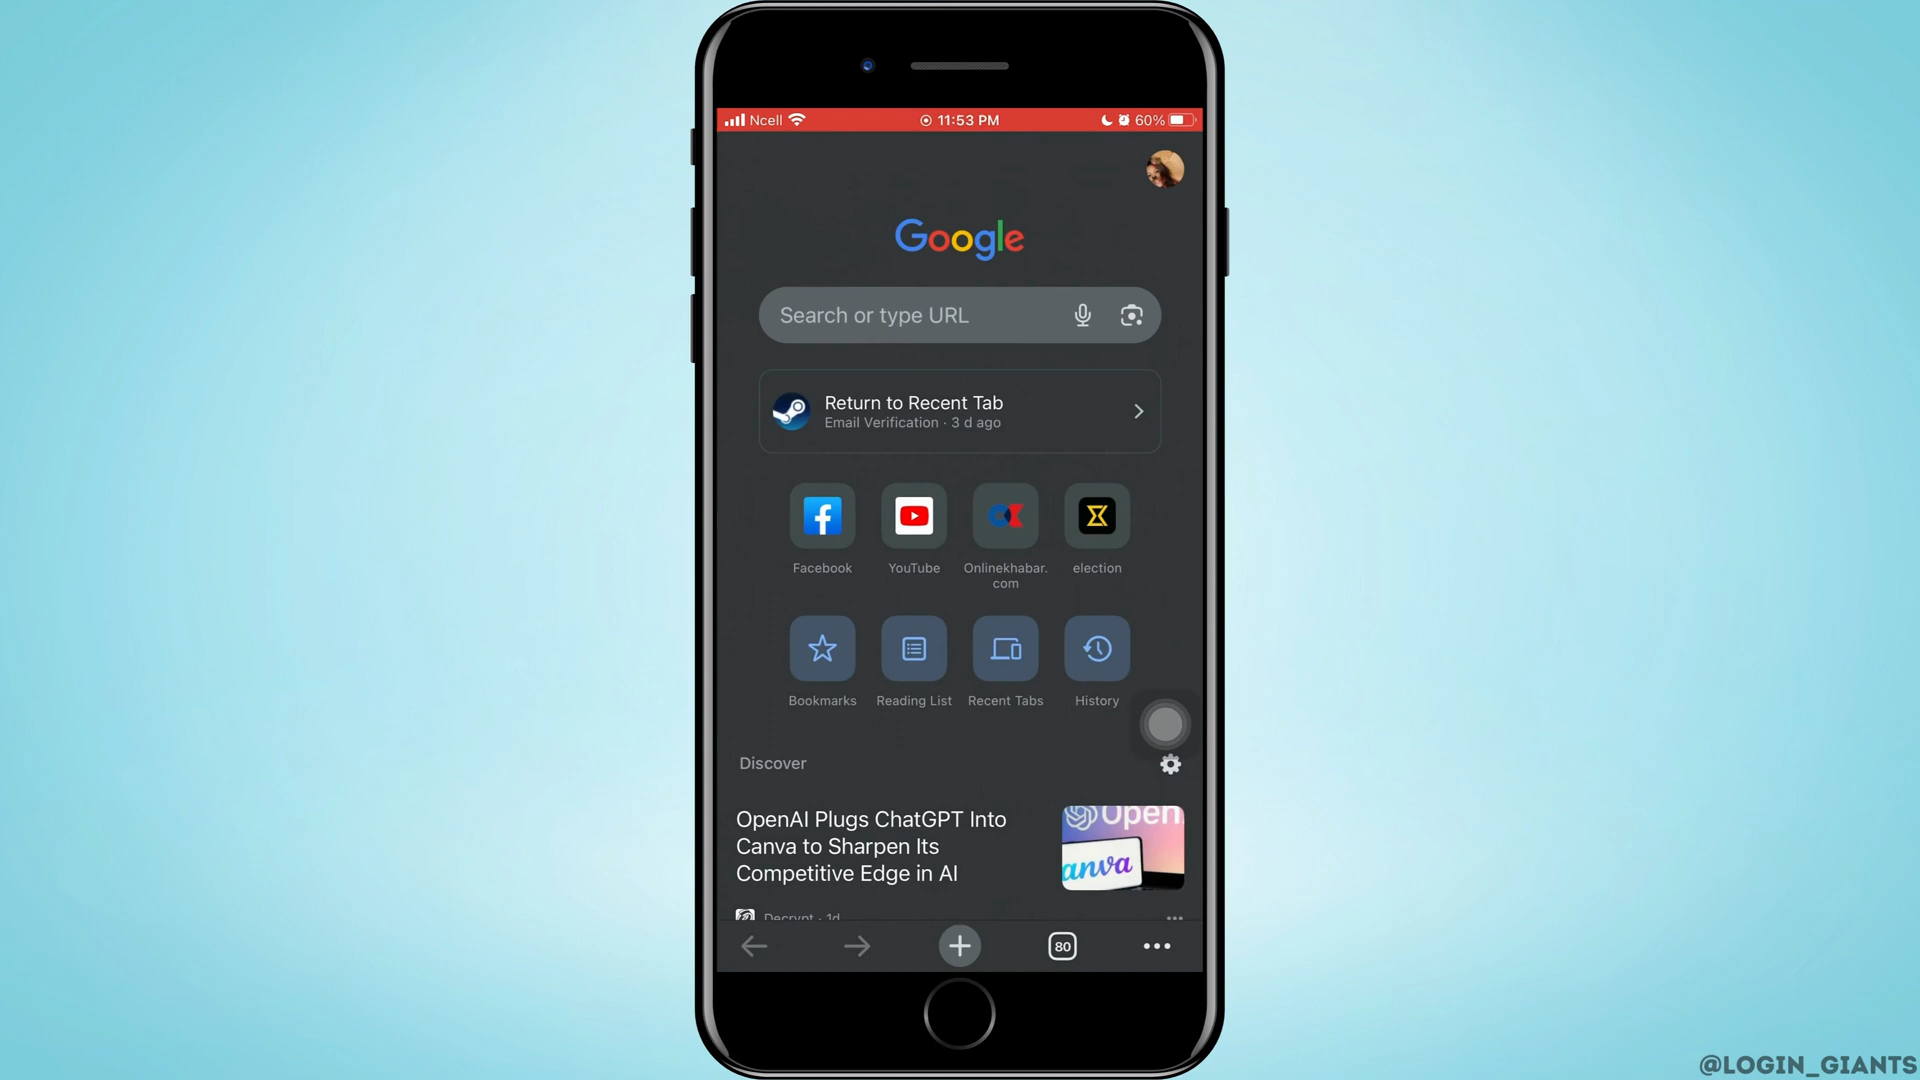 Ncell 11:53 PM 60%
Google
Search or type URL
Return to Recent Tab
Email Verification · 3 d ago
Facebook YouTube Onlinekhabar.com election
Bookmarks Reading List Recent Tabs History
Discover
OpenAI Plugs ChatGPT Into
Canva to Sharpen Its
Competitive Edge in AI
Open
anva
Decrypt · 1d
80
@LOGIN_GIANTS